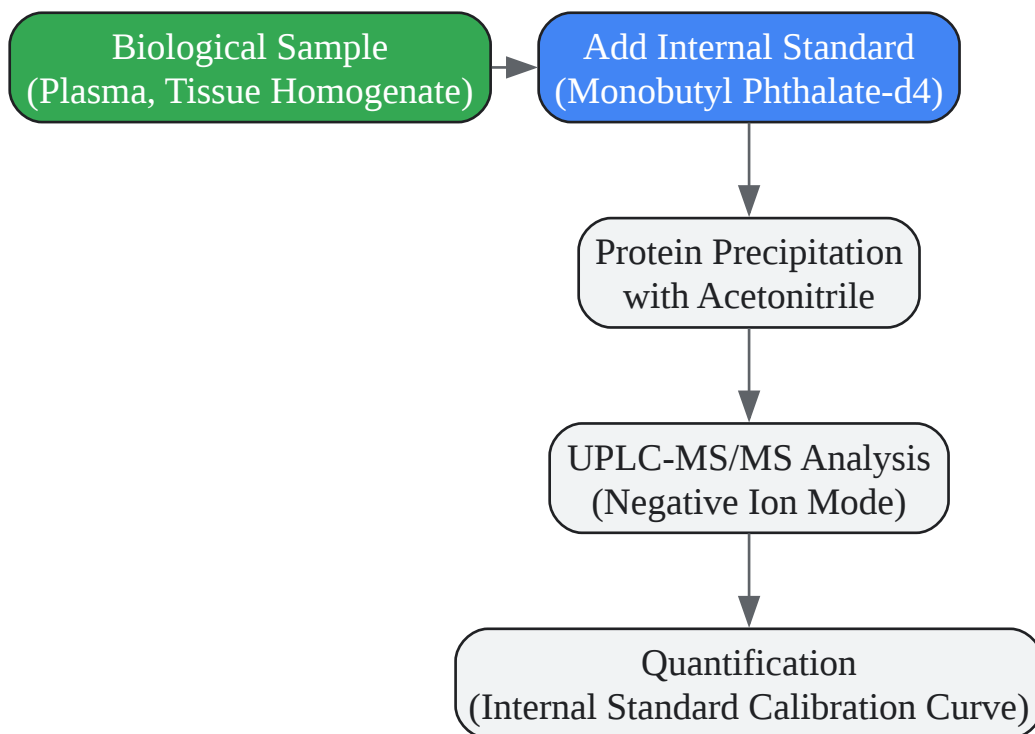 Biological Sample
(Plasma, Tissue Homogenate)
Add Internal Standard
(Monobutyl Phthalate-d4)
Protein Precipitation
with Acetonitrile
UPLC-MS/MS Analysis
(Negative Ion Mode)
Quantification
(Internal Standard Calibration Curve)